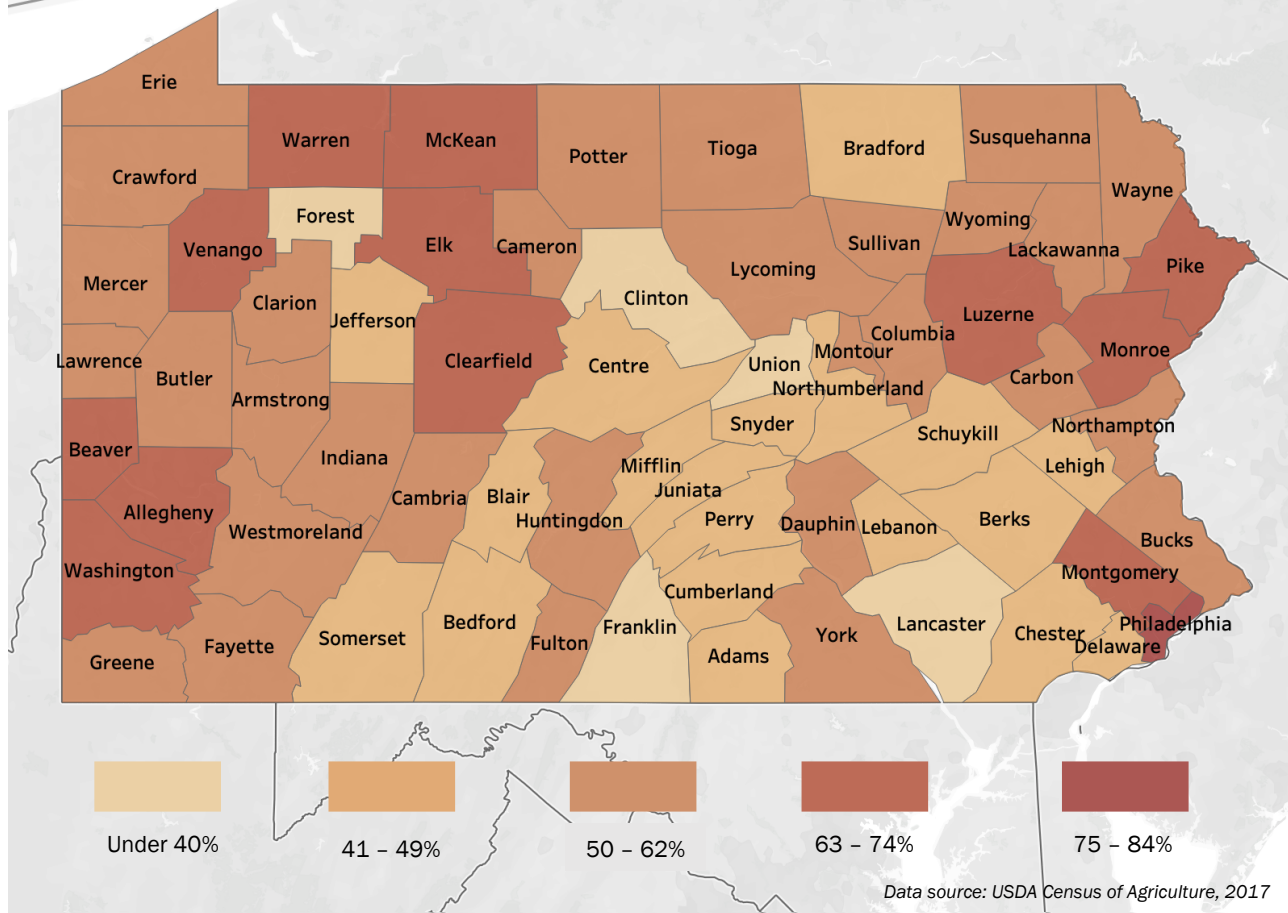 Erie
Warren
McKean
Potter
Tioga
Bradford
Susquehanna
Crawford
Wayne
Forest
Wyoming
Venango
Elk
Cameron
Sullivan
Lackawanna
Pike
Mercer
Lycoming
Clarion
Clinton
Jefferson
Columbia
Luzerne
Lawrence
Butler
Clearfield
Centre
Union
Montour
Monroe
Armstrong
Northumberland
Carbon
Beaver
Indiana
Snyder
Schuykill
Northampton
Mifflin
Lehigh
Allegheny
Cambria
Blair
Juniata
Westmoreland
Huntingdon
Perry
Dauphin
Lebanon
Berks
Bucks
Washington
Montgomery
Cumberland
Somerset
Bedford
Franklin
Lancaster
Philadelphia
Greene
Fayette
Fulton
Adams
York
Chester
Delaware
Under 40%
41 – 49%
50 – 62%
63 – 74%
75 – 84%
Data source: USDA Census of Agriculture, 2017